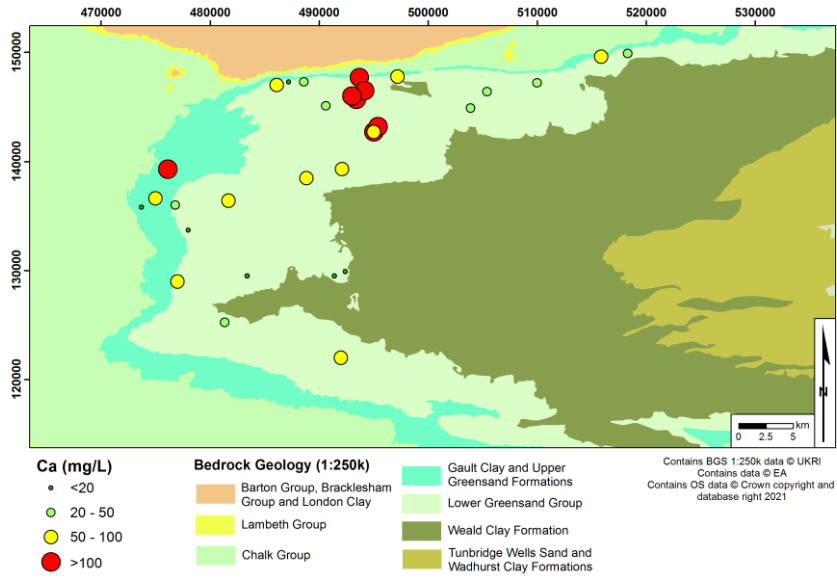 470000 480000 490000 500000 510000 520000 530000
150000
140000
130000
120000
N
0 2.5 5 km
Ca (mg/L)
<20
20 - 50
50 - 100
>100
Bedrock Geology (1:250k)
Barton Group, Bracklesham
Group and London Clay
Lambeth Group
Chalk Group
Gault Clay and Upper
Greensand Formations
Lower Greensand Group
Weald Clay Formation
Tunbridge Wells Sand and
Wadhurst Clay Formations
Contains BGS 1:250k data © UKRI
Contains data © EA
Contains OS data © Crown copyright and
database right 2021